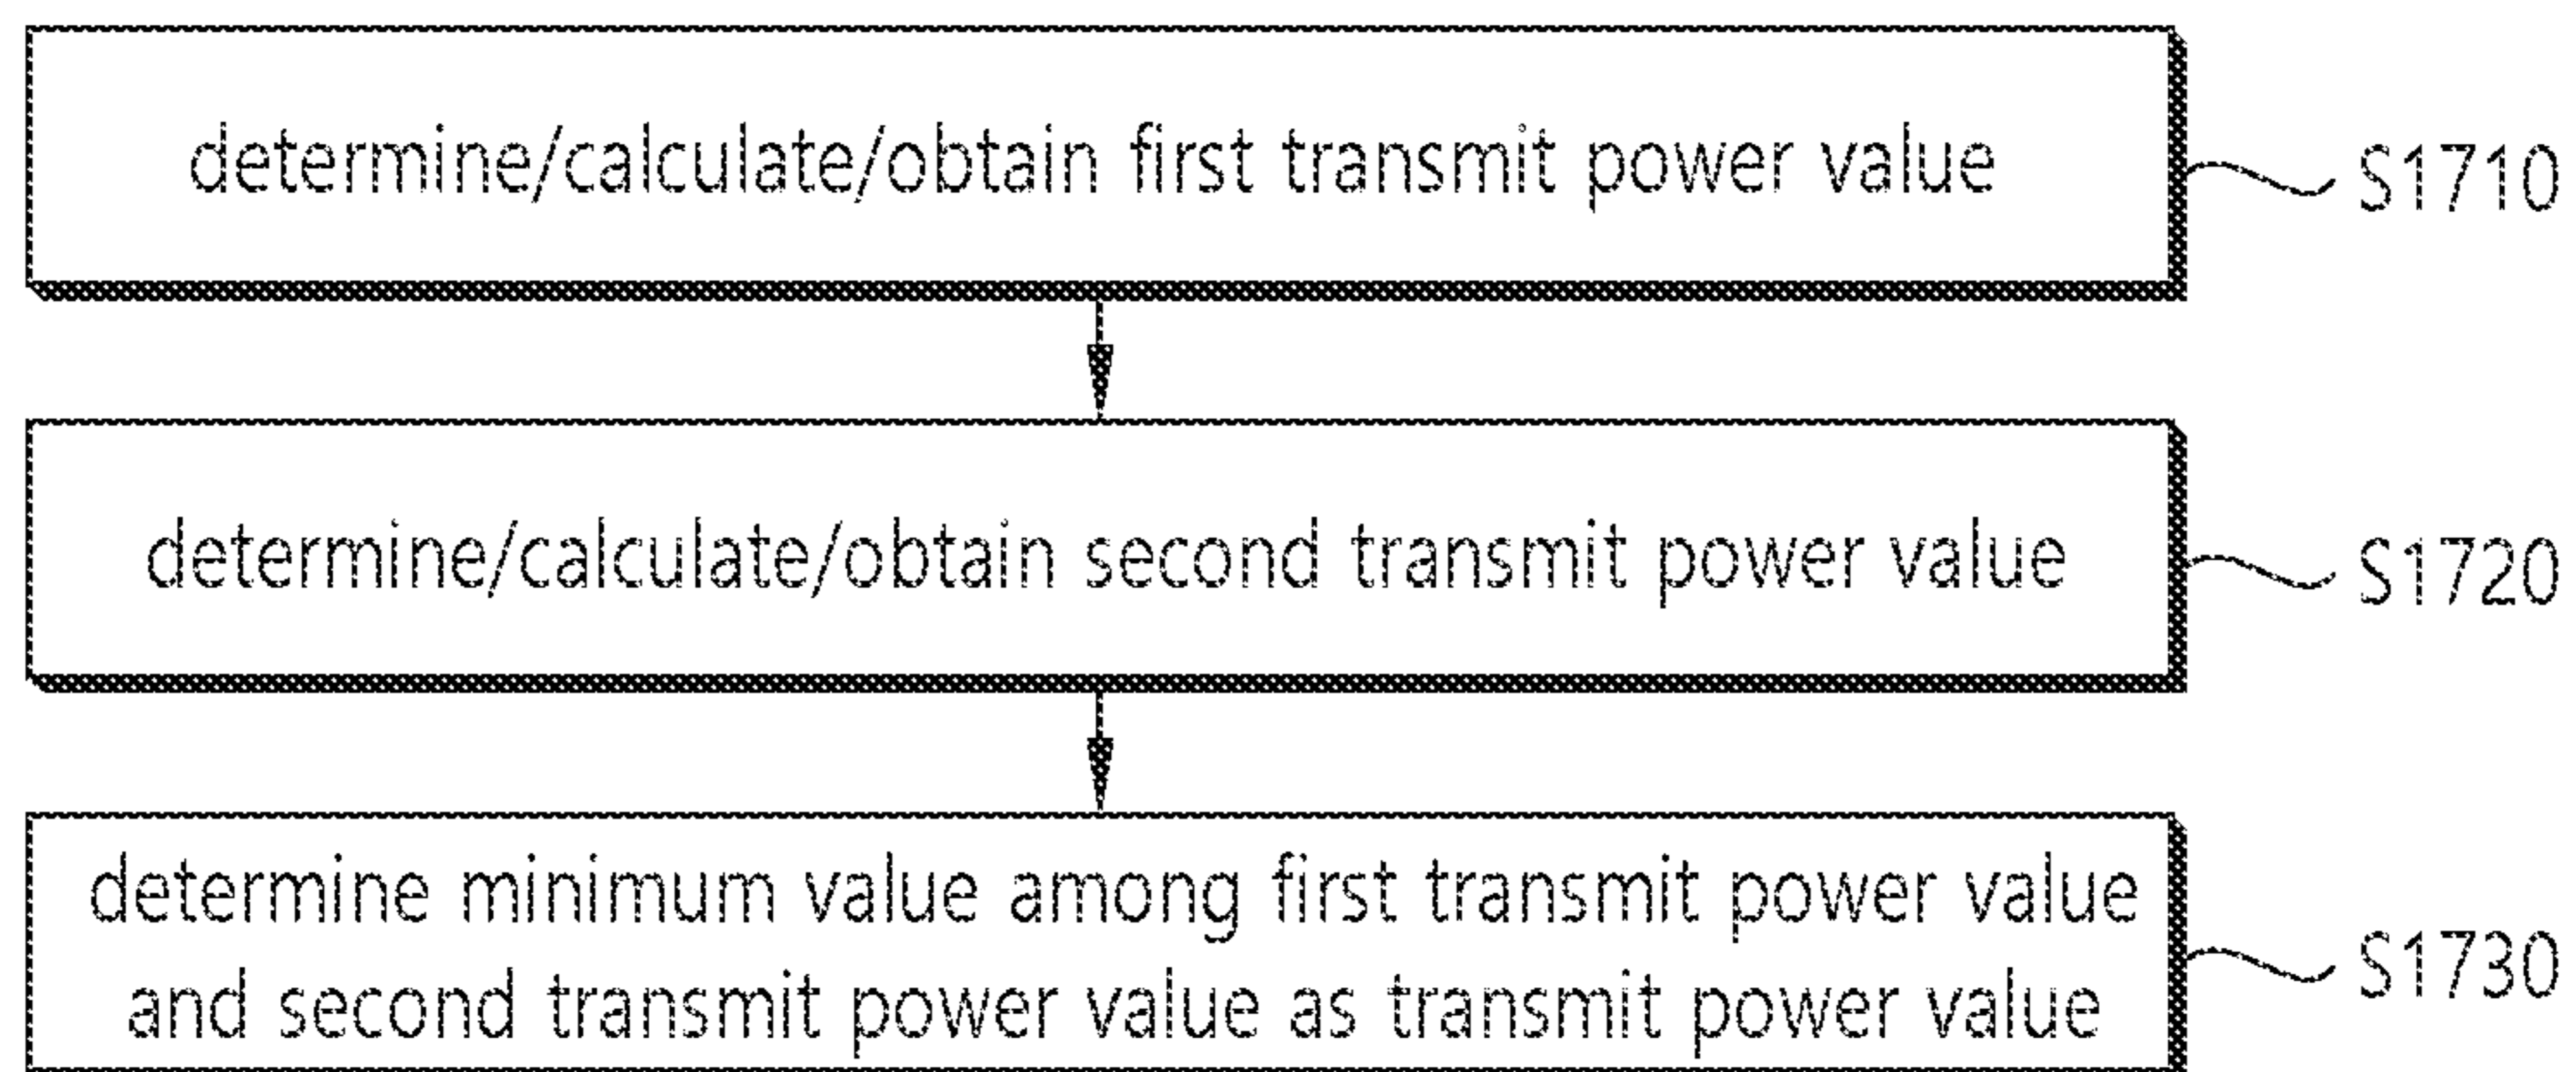 determine/calculate/obtain first transmit power value
S1710
determine/calculate/obtain second transmit power value
S1720
determine minimum value among first transmit power value
and second transmit power value as transmit power value
S1730